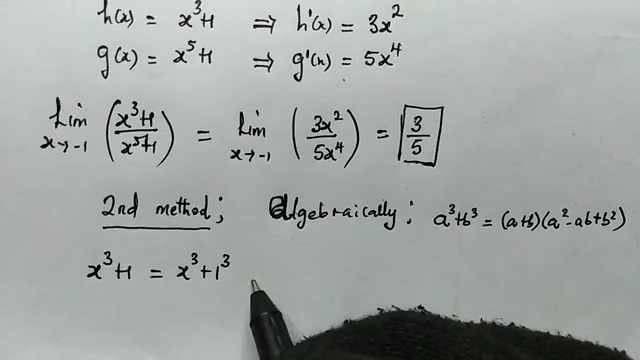 h(x) = x³+1 ⇒ h'(x) = 3x²
g(x) = x⁵+1 ⇒ g'(x) = 5x⁴
Lim x→-1 (x³+1 / x⁵+1) = Lim x→-1 (3x² / 5x⁴) = 3/5
2nd method; Algebraically; a³+b³ = (a+b)(a²-ab+b²)
x³+1 = x³+1³